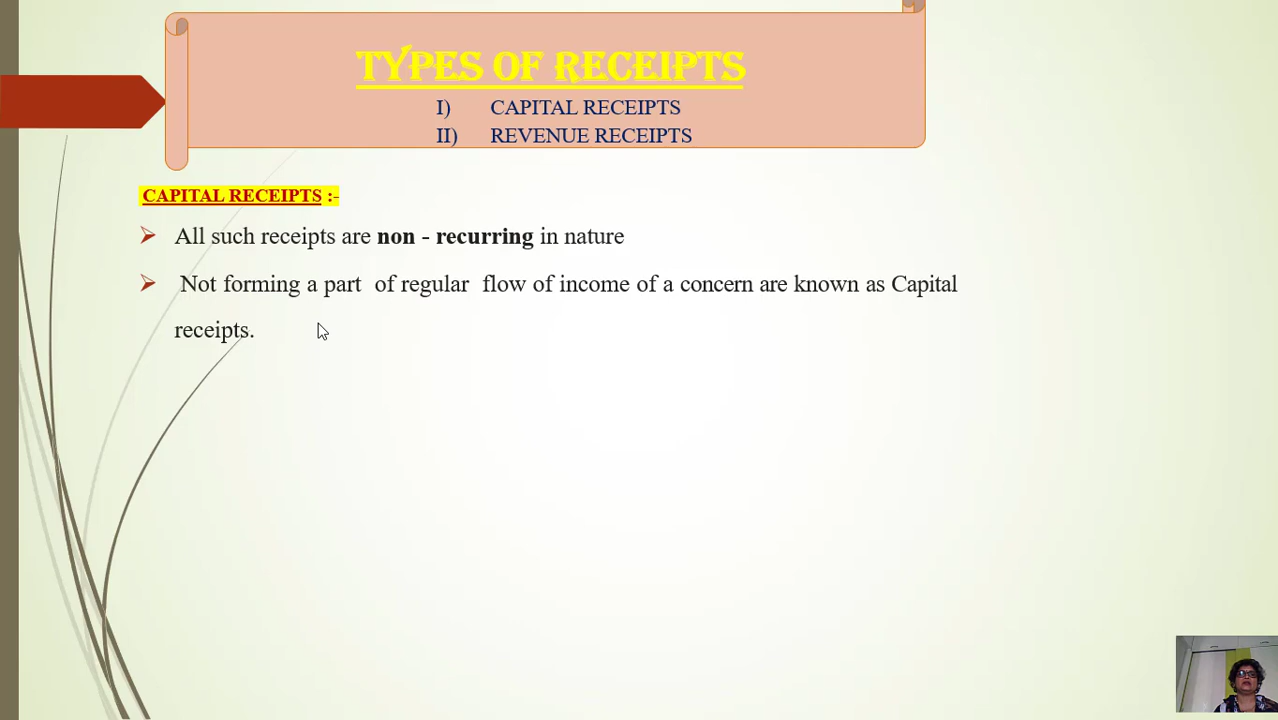 TYPES OF RECEIPTS
I) CAPITAL RECEIPTS
II) REVENUE RECEIPTS
CAPITAL RECEIPTS :-
All such receipts are non - recurring in nature
Not forming a part of regular flow of income of a concern are known as Capital
receipts.